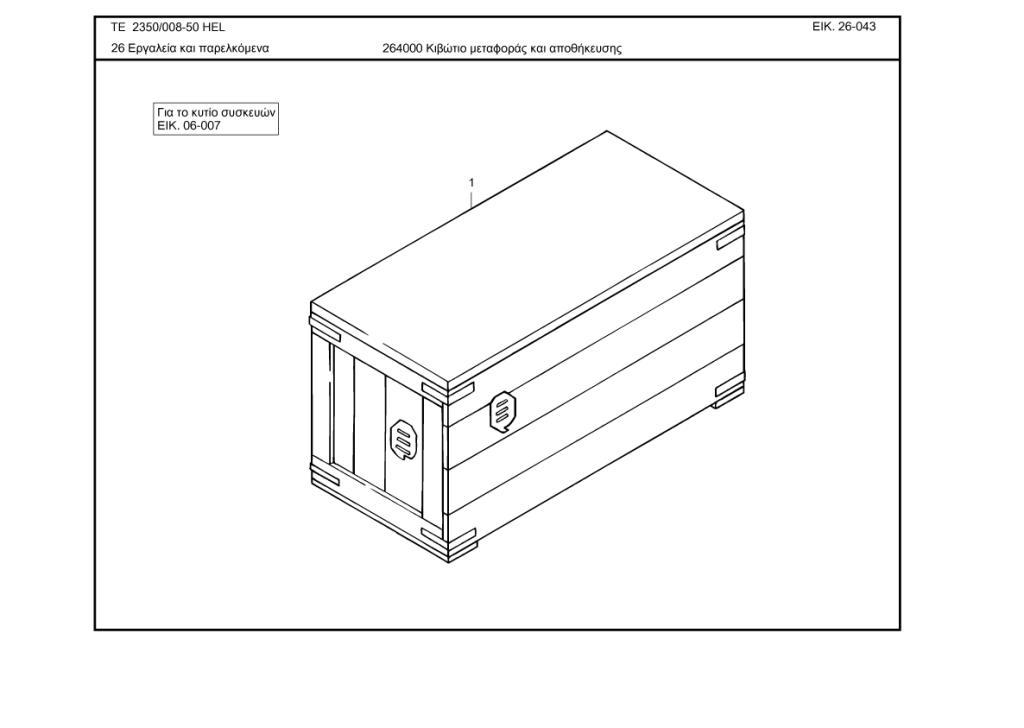 ΤΕ 2350/008-50 HEL
ΕΙΚ. 26-043
26 Εργαλεία και παρελκόμενα
264000 Κιβώτιο μεταφοράς και αποθήκευσης
Για το κυτίο συσκευών
ΕΙΚ. 06-007
1